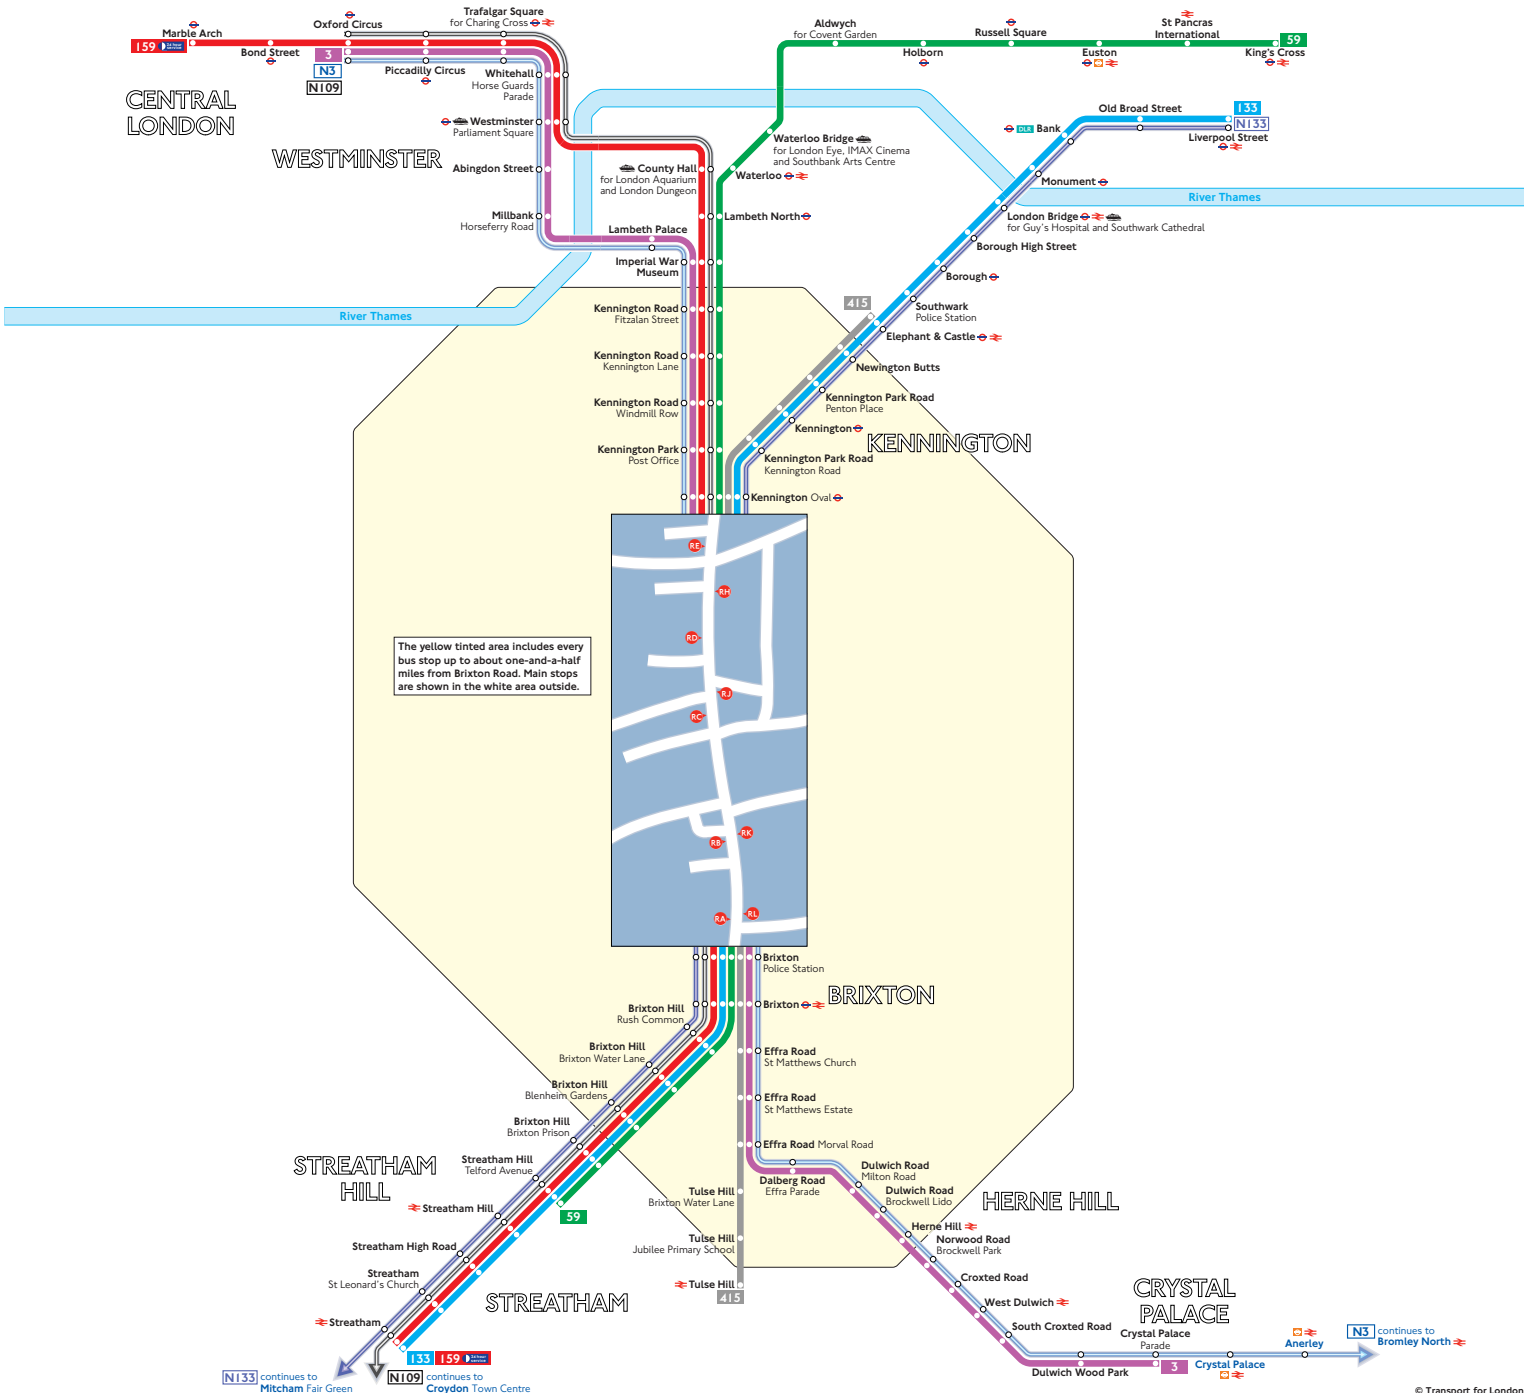 Marble Arch
159
24 hour
service
Bond Street
Oxford Circus
3
N3
N109
Piccadilly Circus
Trafalgar Square
for Charing Cross
Whitehall
Horse Guards
Parade
CENTRAL
LONDON
WESTMINSTER
Westminster
Parliament Square
Abingdon Street
Millbank
Horseferry Road
Lambeth Palace
County Hall
for London Aquarium
and London Dungeon
Imperial War
Museum
Aldwych
for Covent Garden
Holborn
Russell Square
Euston
St Pancras
International
59
King's Cross
Waterloo Bridge
for London Eye, IMAX Cinema
and Southbank Arts Centre
Waterloo
Lambeth North
Old Broad Street
133
N133
Liverpool Street
DLR Bank
Monument
River Thames
London Bridge
for Guy's Hospital and Southwark Cathedral
Borough High Street
Borough
Southwark
Police Station
Elephant & Castle
415
Newington Butts
Kennington Park Road
Penton Place
Kennington
KENNINGTON
Kennington Park Road
Kennington Road
Kennington Oval
River Thames
Kennington Road
Fitzalan Street
Kennington Road
Kennington Lane
Kennington Road
Windmill Row
Kennington Park
Post Office
RE
RH
RD
RJ
RC
RK
RB
RA
RL
The yellow tinted area includes every
bus stop up to about one-and-a-half
miles from Brixton Road. Main stops
are shown in the white area outside.
Brixton
Police Station
Brixton
BRIXTON
Brixton Hill
Rush Common
Brixton Hill
Brixton Water Lane
Brixton Hill
Blenheim Gardens
Brixton Hill
Brixton Prison
Streatham Hill
Telford Avenue
STREATHAM
HILL
Streatham Hill
59
Streatham High Road
Streatham
St Leonard's Church
STREATHAM
Streatham
133
159
24 hour
service
N133 continues to
Mitcham Fair Green
N109 continues to
Croydon Town Centre
Effra Road
St Matthews Church
Effra Road
St Matthews Estate
Effra Road Morval Road
Dalberg Road
Effra Parade
Tulse Hill
Brixton Water Lane
Tulse Hill
Jubilee Primary School
Tulse Hill
415
Dulwich Road
Milton Road
Dulwich Road
Brockwell Lido
HERNE HILL
Herne Hill
Norwood Road
Brockwell Park
Croxted Road
West Dulwich
South Croxted Road
CRYSTAL
PALACE
Crystal Palace
Parade
Dulwich Wood Park
3
Crystal Palace
Anerley
N3 continues to
Bromley North
© Transport for London